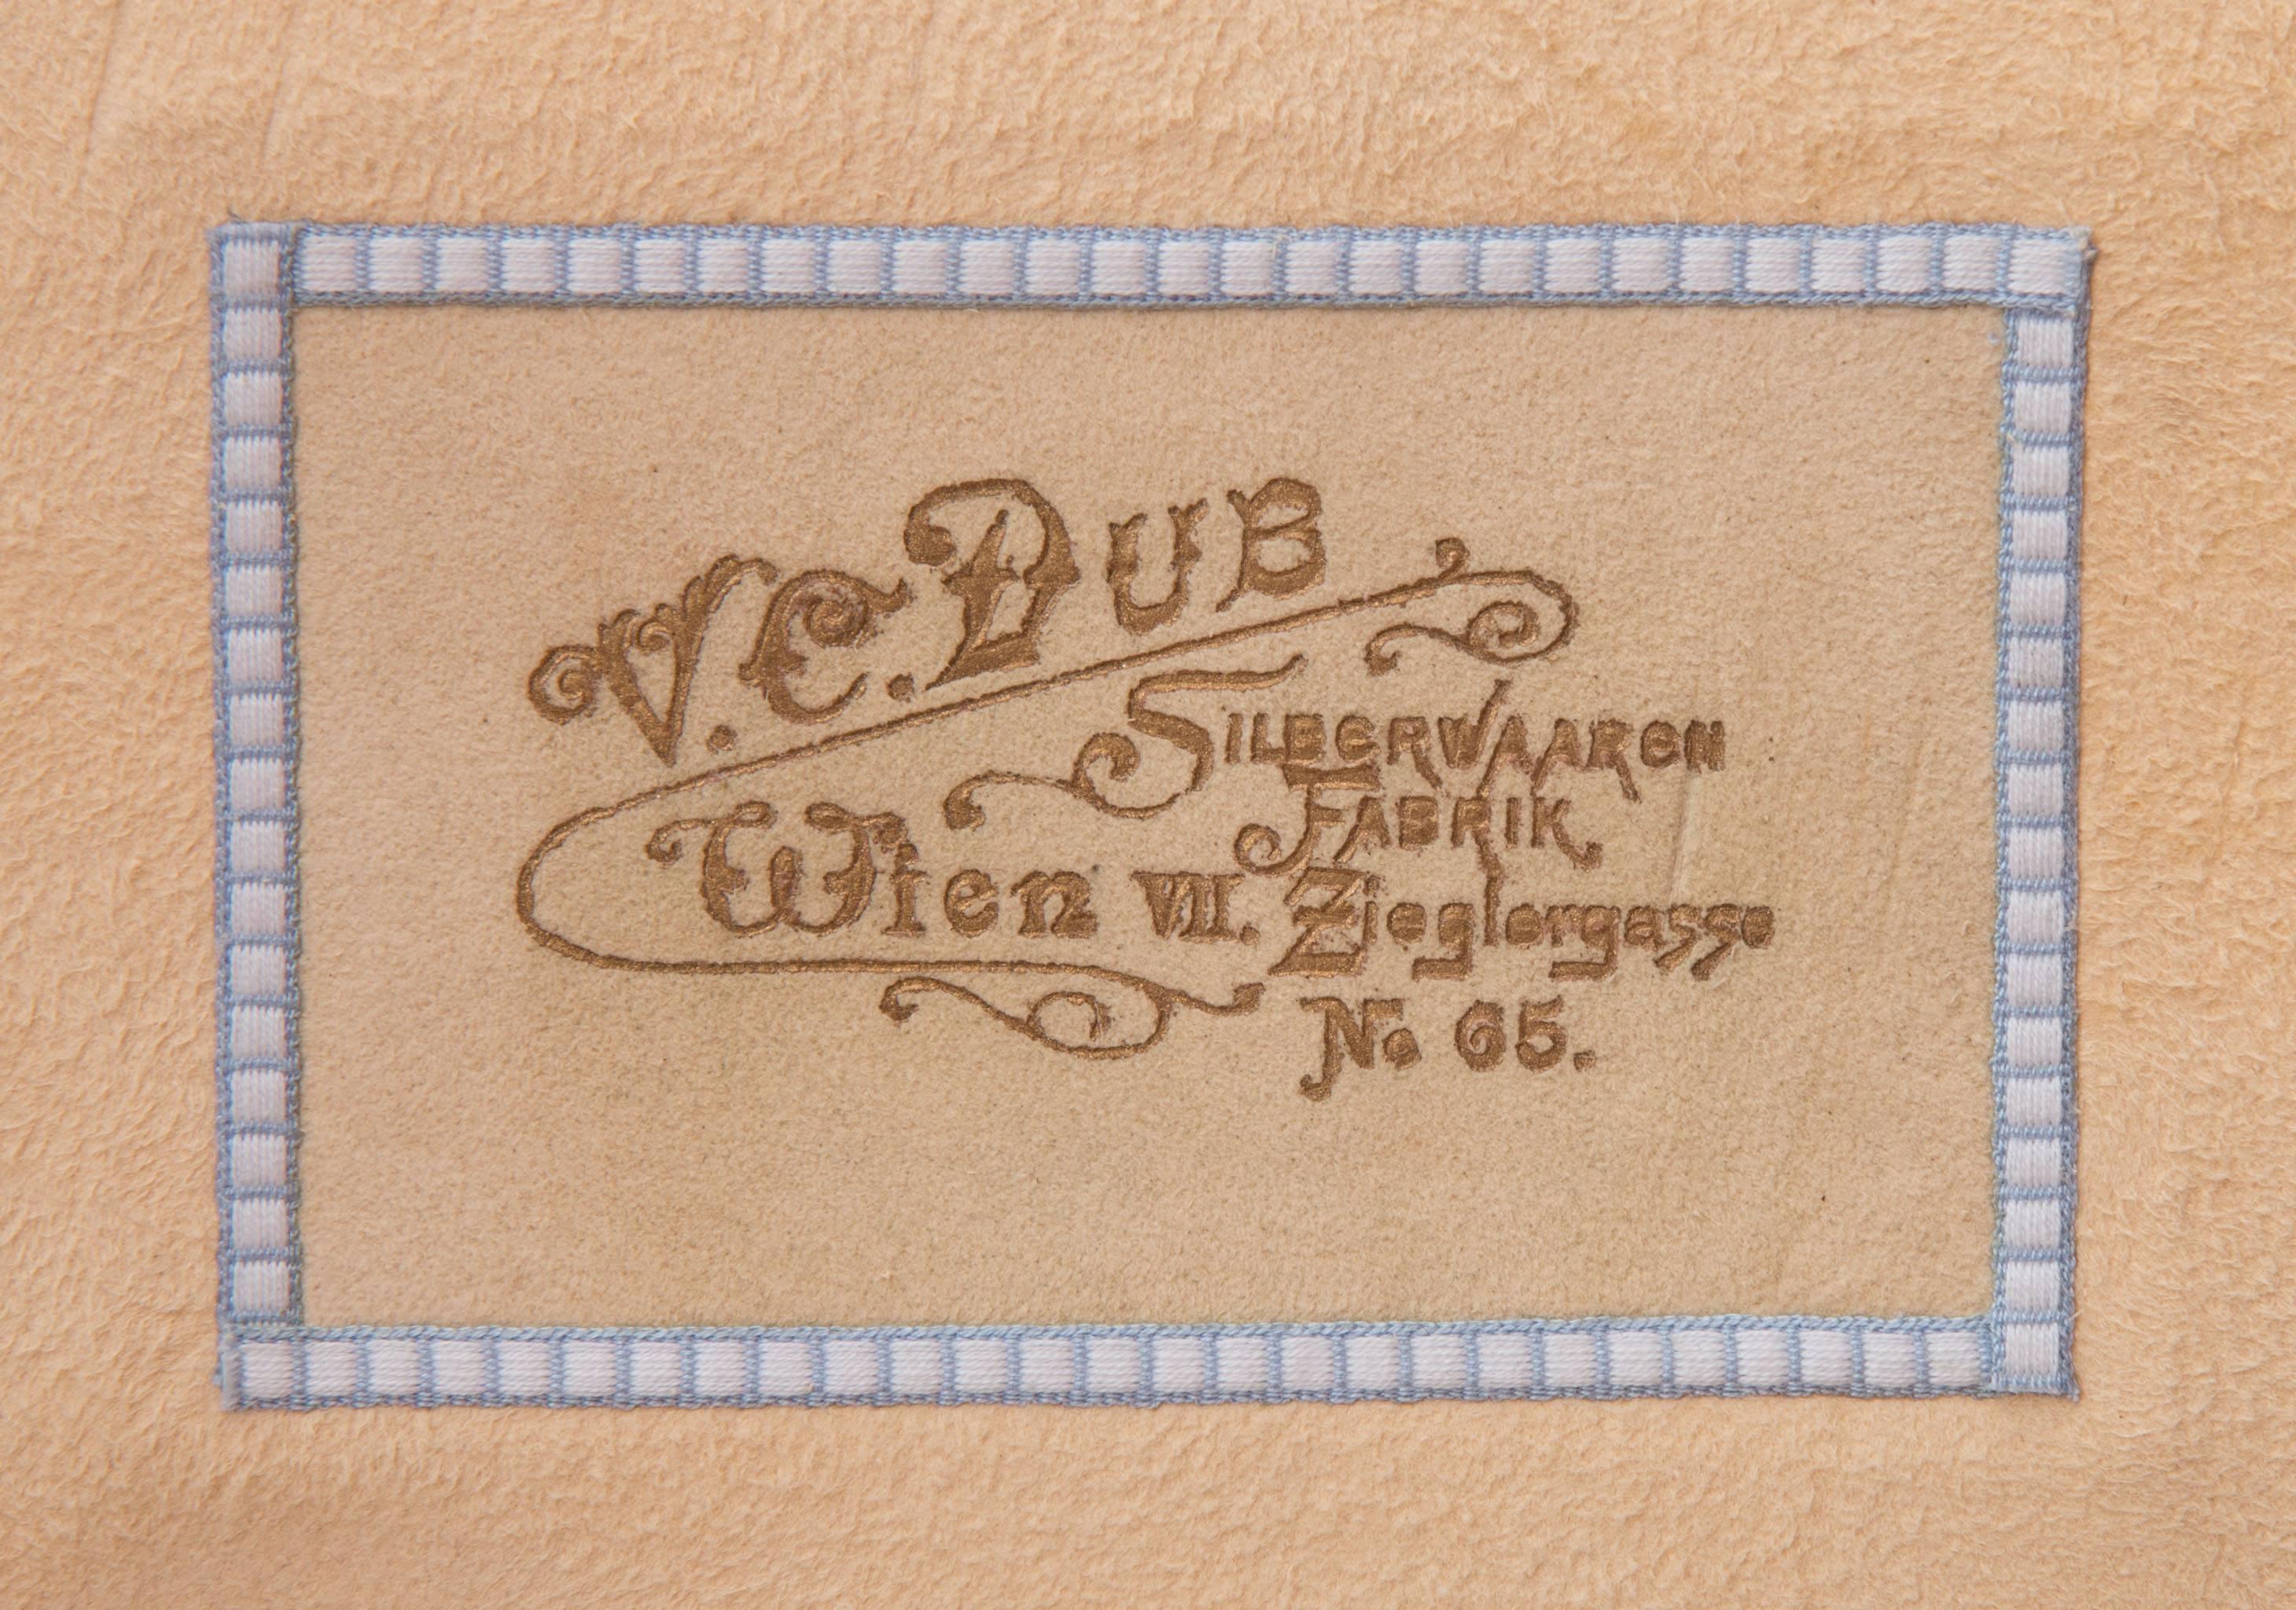 V.C. DUB
SILBERWAAREN
FABRIK
Wien VII. Zieglergasse
No. 65.